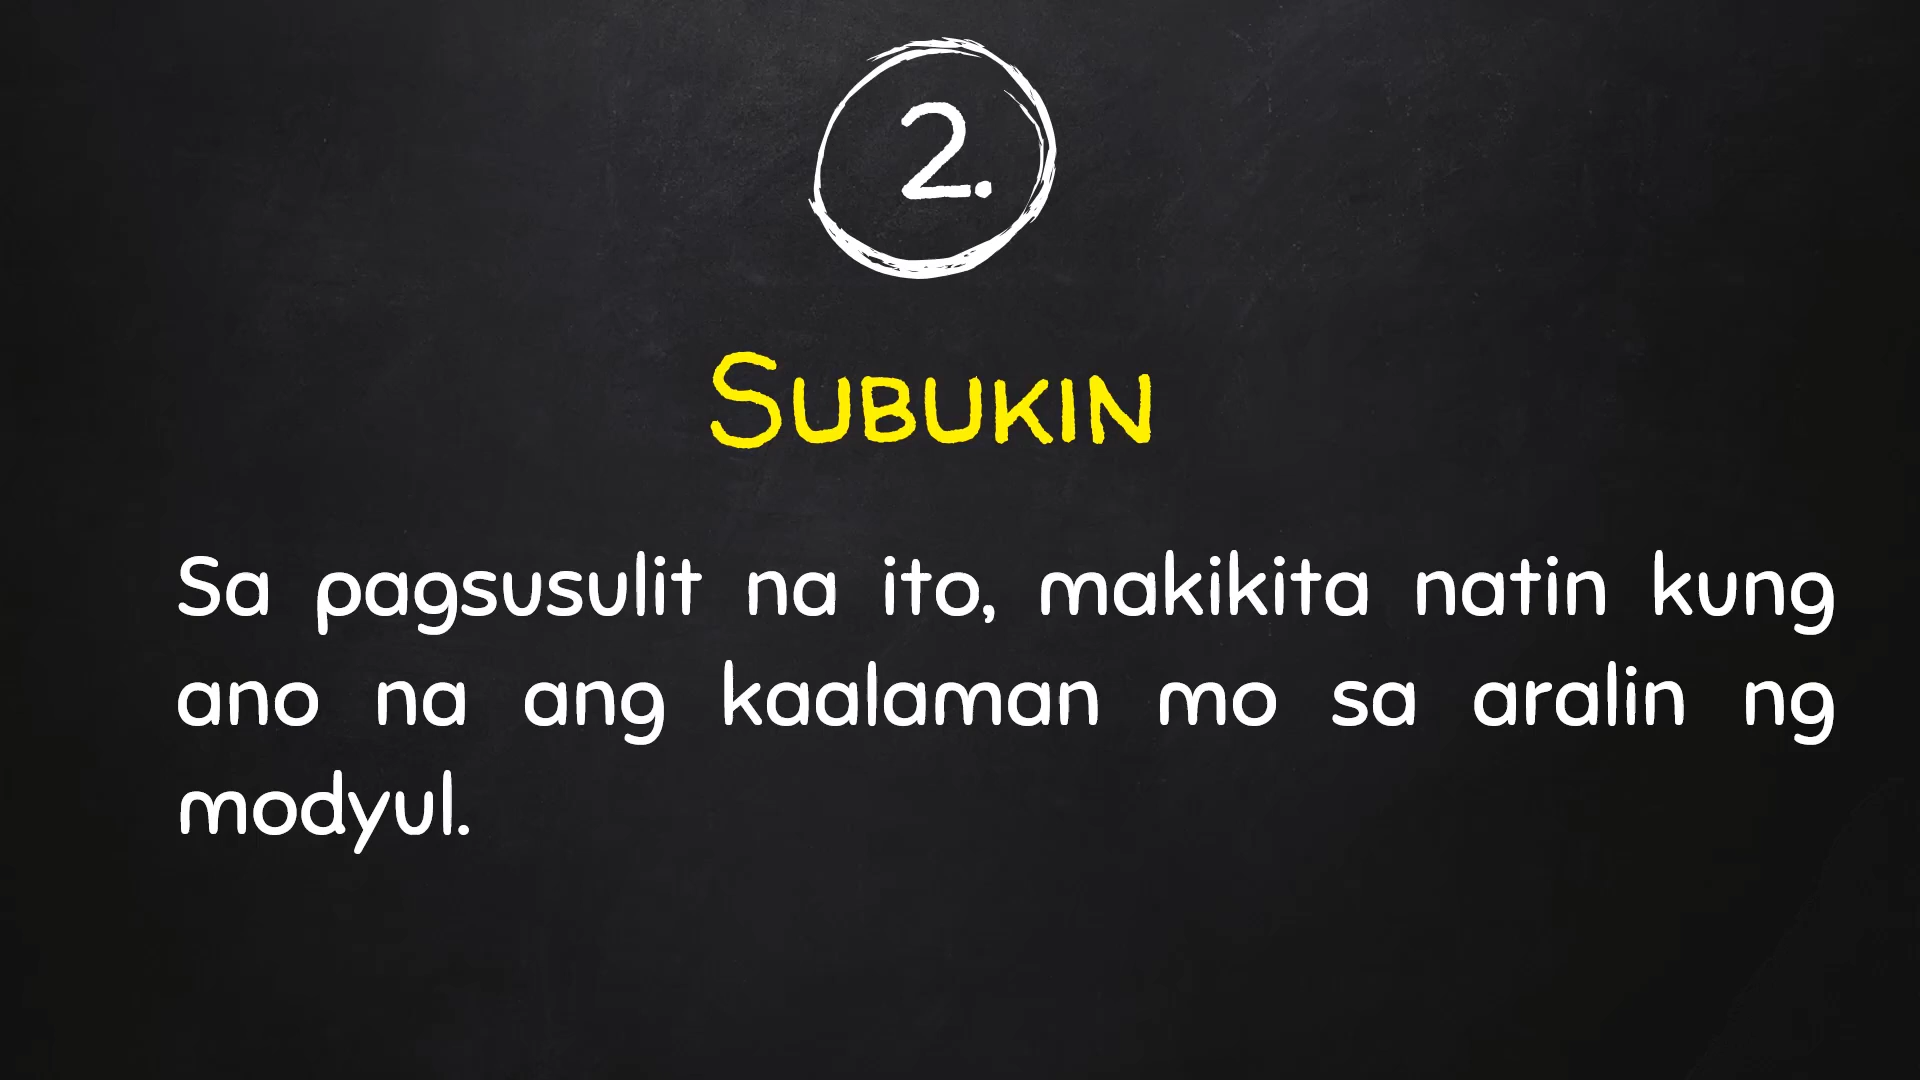 2.
Subukin
Sa pagsusulit na ito, makikita natin kung
ano na ang kaalaman mo sa aralin ng
modyul.